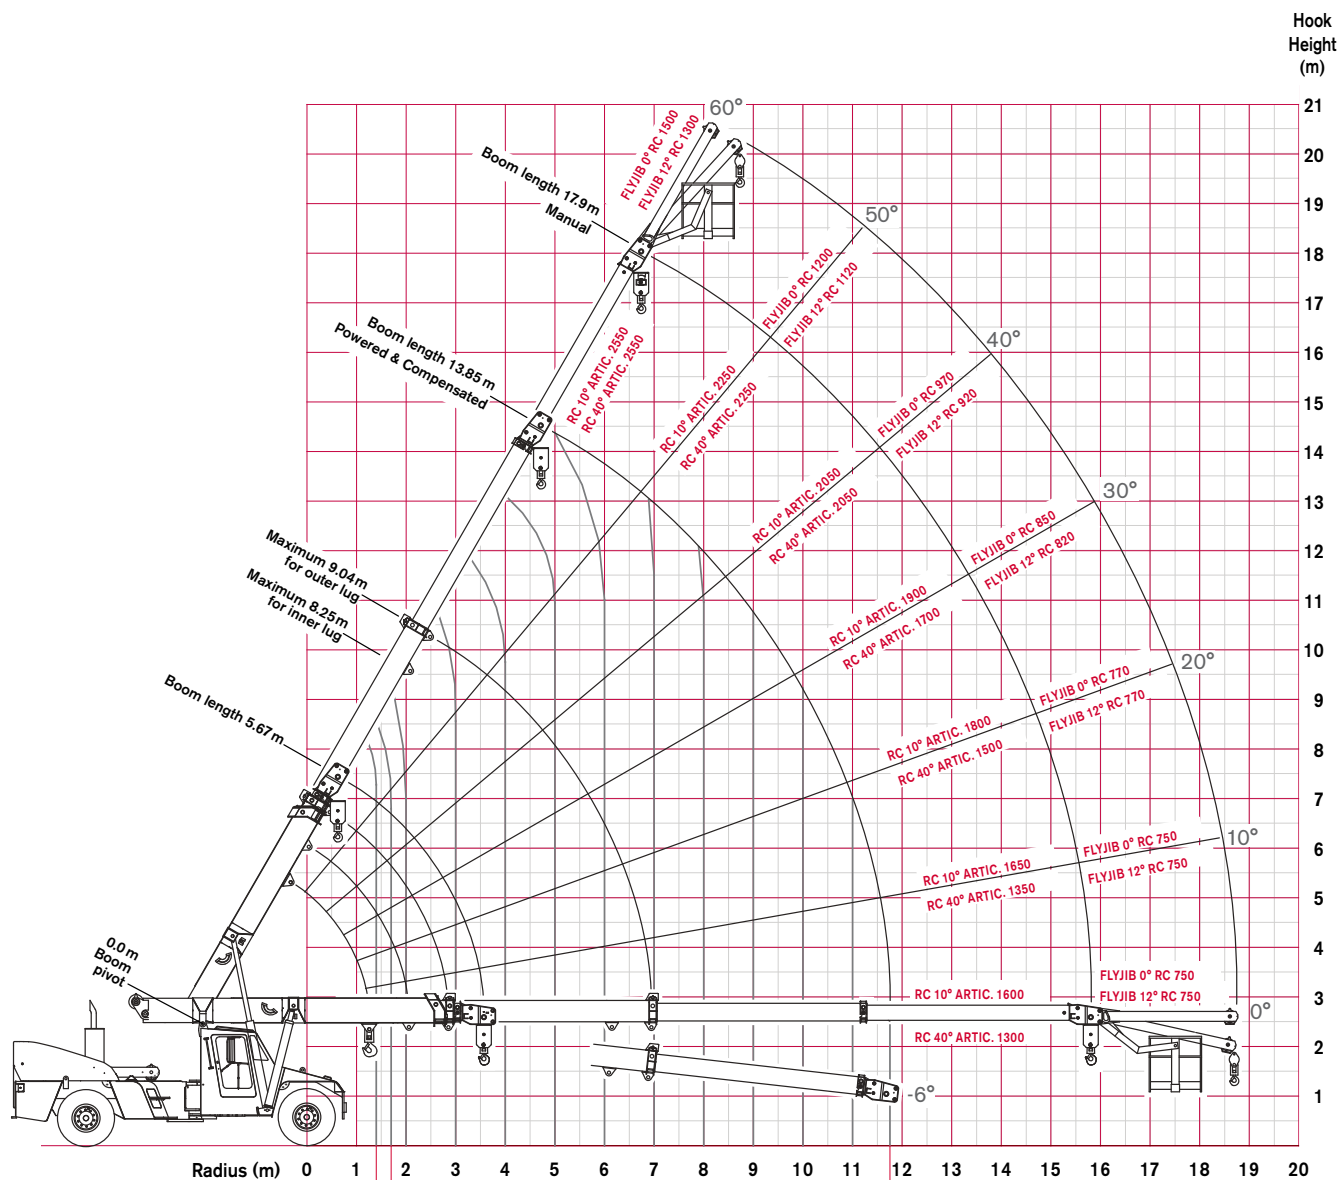 Hook
Height
(m)
21
20
19
18
17
16
15
14
13
12
11
10
9
8
7
6
5
4
3
2
1
60°
50°
40°
30°
20°
10°
0°
-6°
FLYJIB 0° RC 1500
FLYJIB 12° RC 1300
Boom length 17.9 m
Manual
FLYJIB 0° RC 1200
FLYJIB 12° RC 1120
Boom length 13.85 m
Powered & Compensated
RC 10° ARTIC. 2550
RC 40° ARTIC. 2550
RC 10° ARTIC. 2250
RC 40° ARTIC. 2250
FLYJIB 0° RC 970
FLYJIB 12° RC 920
RC 10° ARTIC. 2050
RC 40° ARTIC. 2050
FLYJIB 0° RC 850
FLYJIB 12° RC 820
Maximum 9.04 m
for outer lug
Maximum 8.25 m
for inner lug
RC 10° ARTIC. 1900
RC 40° ARTIC. 1700
Boom length 5.67 m
FLYJIB 0° RC 770
FLYJIB 12° RC 770
RC 10° ARTIC. 1800
RC 40° ARTIC. 1500
FLYJIB 0° RC 750
FLYJIB 12° RC 750
RC 10° ARTIC. 1650
RC 40° ARTIC. 1350
0.0 m
Boom
pivot
FLYJIB 0° RC 750
FLYJIB 12° RC 750
RC 10° ARTIC. 1600
RC 40° ARTIC. 1300
Radius (m) 0 1 2 3 4 5 6 7 8 9 10 11 12 13 14 15 16 17 18 19 20